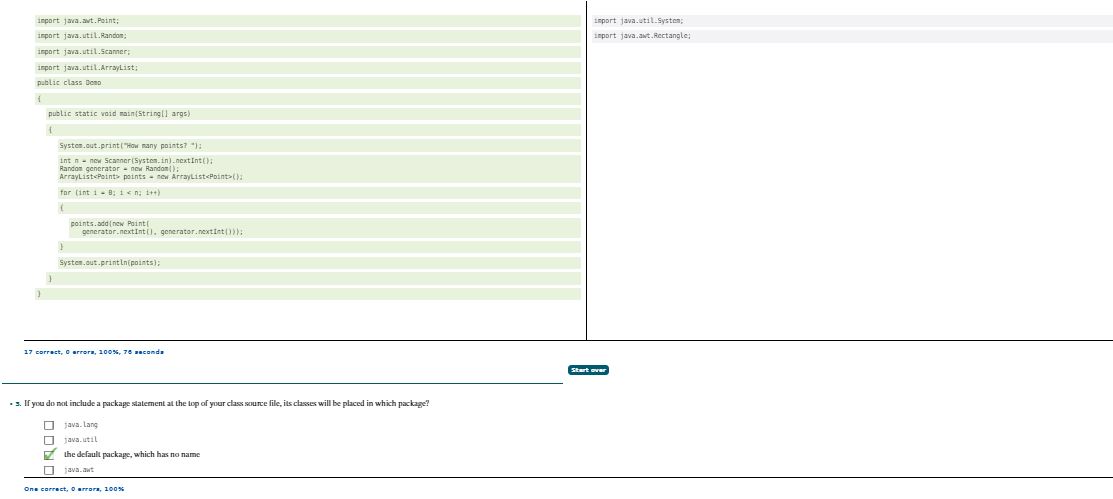 import java.awt.Point;
import java.util.Random;
import java.util.Scanner;
import java.util.ArrayList;
public class Demo
{
public static void main(String[] args)
{
System.out.print("How many points? ");
int n = new Scanner(System.in).nextInt();
Random generator = new Random();
ArrayList<Point> points = new ArrayList<Point>();
for (int i = 0; i < n; i++)
{
points.add(new Point(
generator.nextInt(), generator.nextInt()));
}
System.out.println(points);
}
}
import java.util.System;
import java.awt.Rectangle;
17 correct, 0 errors, 100%, 76 seconds
Start over
• 3. If you do not include a package statement at the top of your class source file, its classes will be placed in which package?
java.lang
java.util
the default package, which has no name
java.awt
One correct, 0 errors, 100%